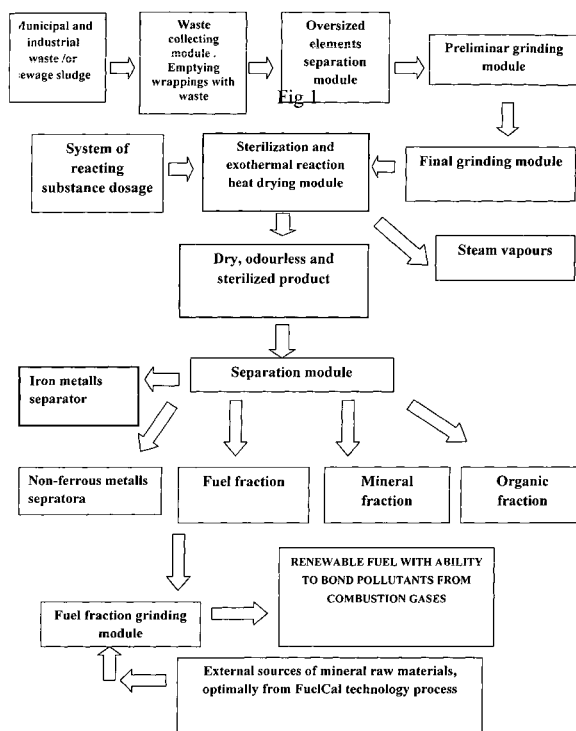 Municipal and
industrial
waste /or
sewage sludge
Waste
collecting
module .
Emptying
wrappings with
waste
Oversized
elements
separation
module
Fig 1
Preliminar grinding
module
System of
reacting
substance dosage
Sterilization and
exothermal reaction
heat drying module
Final grinding module
Dry, odourless and
sterilized product
Steam vapours
Separation module
Iron metalls
separator
Non-ferrous metalls
sepratora
Fuel fraction
Mineral
fraction
Organic
fraction
RENEWABLE FUEL WITH ABILITY
TO BOND POLLUTANTS FROM
COMBUSTION GASES
Fuel fraction grinding
module
External sources of mineral raw materials,
optimally from FuelCal technology process